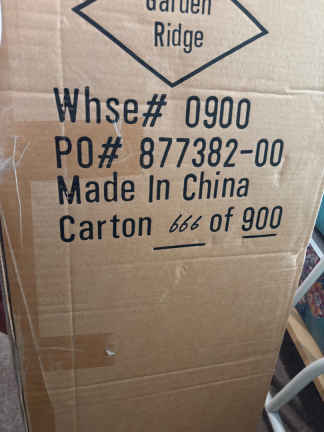 Garden
Ridge
Whse# 0900
PO# 877382-00
Made In China
Carton 666 of 900